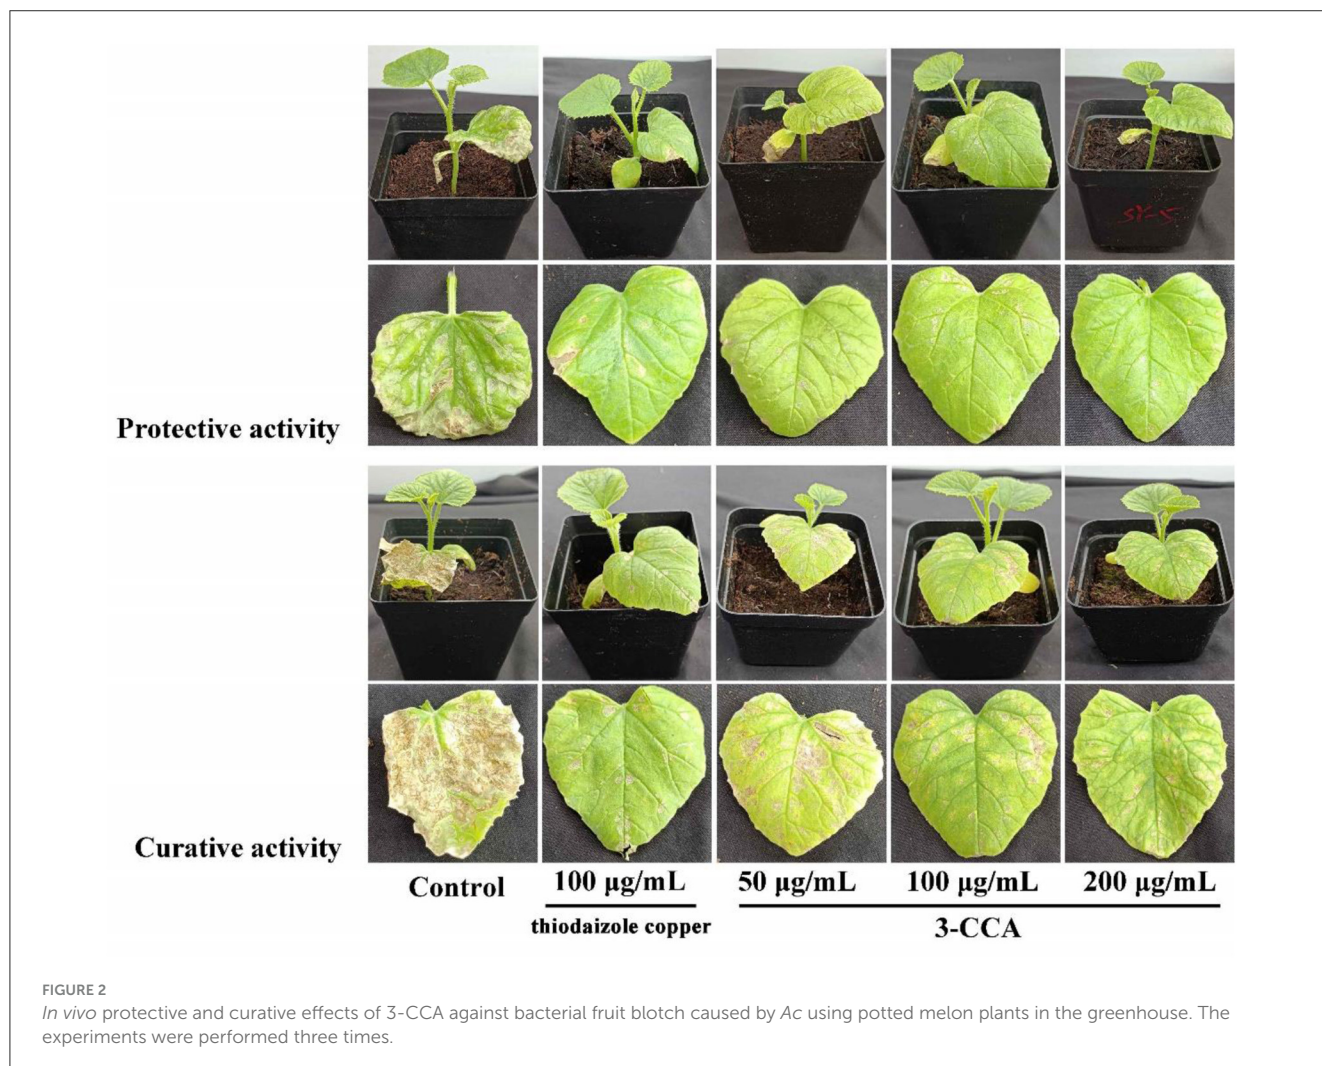 SY-5
Protective activity
Curative activity
Control
100 μg/mL
50 μg/mL
100 μg/mL
200 μg/mL
thiodaizole copper
3-CCA
FIGURE 2
In vivo protective and curative effects of 3-CCA against bacterial fruit blotch caused by Ac using potted melon plants in the greenhouse. The
experiments were performed three times.